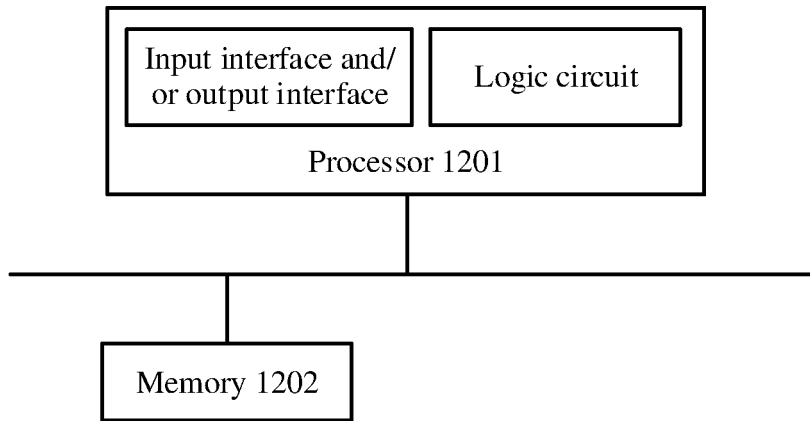 Input interface and/
or output interface
Logic circuit
Processor 1201
Memory 1202